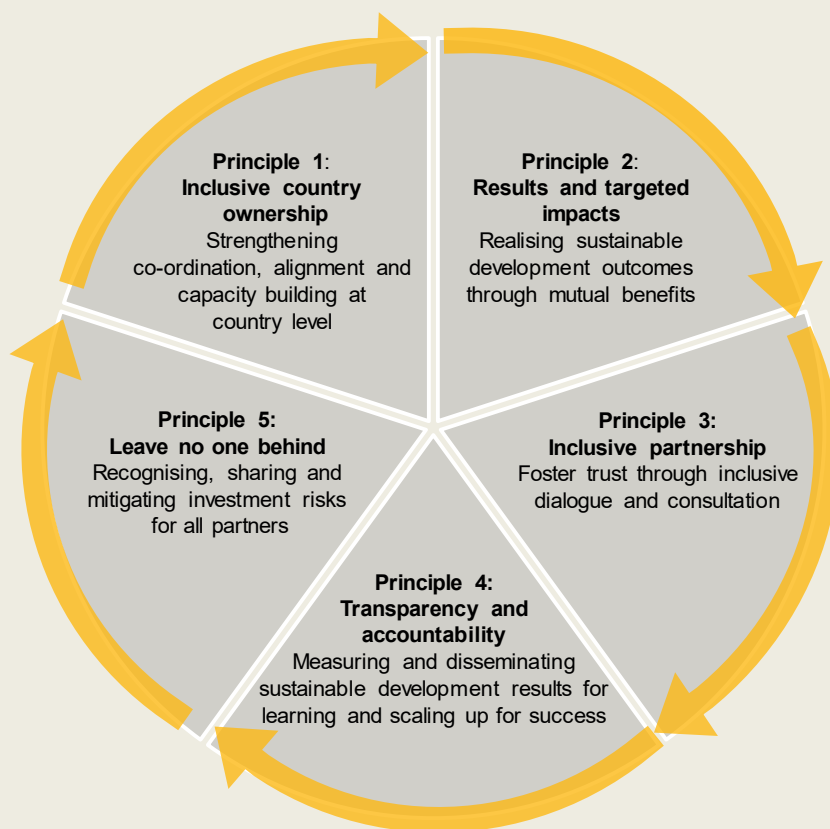 Principle 1:
Inclusive country
ownership
Strengthening
co-ordination, alignment and
capacity building at
country level
Principle 2:
Results and targeted
impacts
Realising sustainable
development outcomes
through mutual benefits
Principle 3:
Inclusive partnership
Foster trust through inclusive
dialogue and consultation
Principle 4:
Transparency and
accountability
Measuring and disseminating
sustainable development results for
learning and scaling up for success
Principle 5:
Leave no one behind
Recognising, sharing and
mitigating investment risks
for all partners